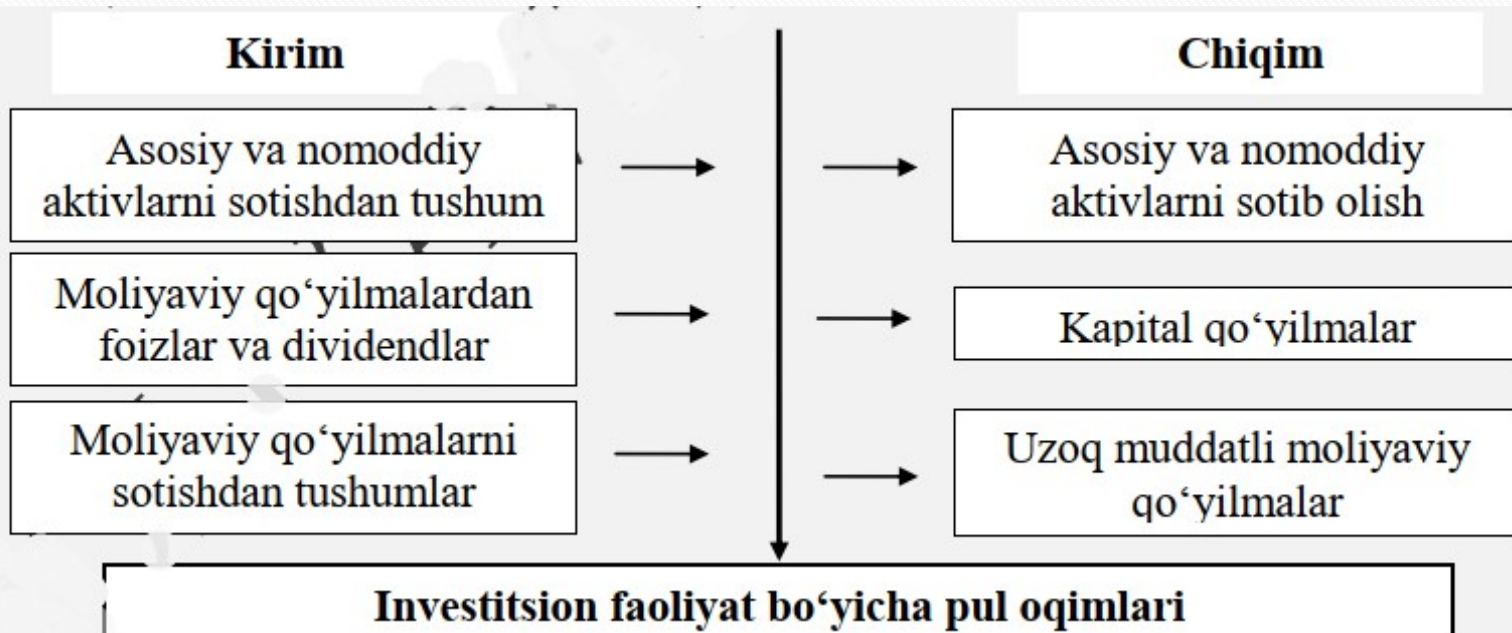 Kirim
Asosiy va nomoddiy
aktivlarni sotishdan tushum
Moliyaviy qo‘yilmalardan
foizlar va dividendlar
Moliyaviy qo‘yilmalarni
sotishdan tushumlar
Chiqim
Asosiy va nomoddiy
aktivlarni sotib olish
Kapital qo‘yilmalar
Uzoq muddatli moliyaviy
qo‘yilmalar
Investitsion faoliyat bo‘yicha pul oqimlari